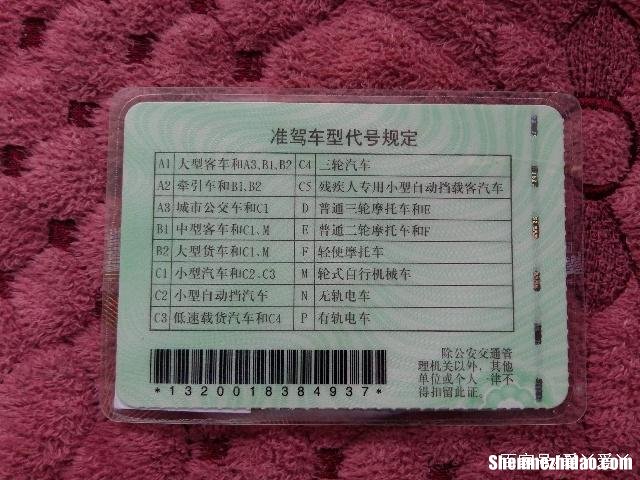 准驾车型代号规定
A1 大型客车和A3、B1、B2 C4 三轮汽车
A2 牵引车和B1、B2 C5 残疾人专用小型自动挡载客汽车
A3 城市公交车和C1 D 普通三轮摩托车和E
B1 中型客车和C1、M E 普通二轮摩托车和F
B2 大型货车和C1、M F 轻便摩托车
C1 小型汽车和C2、C3 M 轮式自行机械车
C2 小型自动挡汽车 N 无轨电车
C3 低速载货汽车和C4 P 有轨电车
*1320018384937*
除公安交通管
理机关以外，其他
单位或个人一律不
得扣留此证。
Shenmezhidao.com